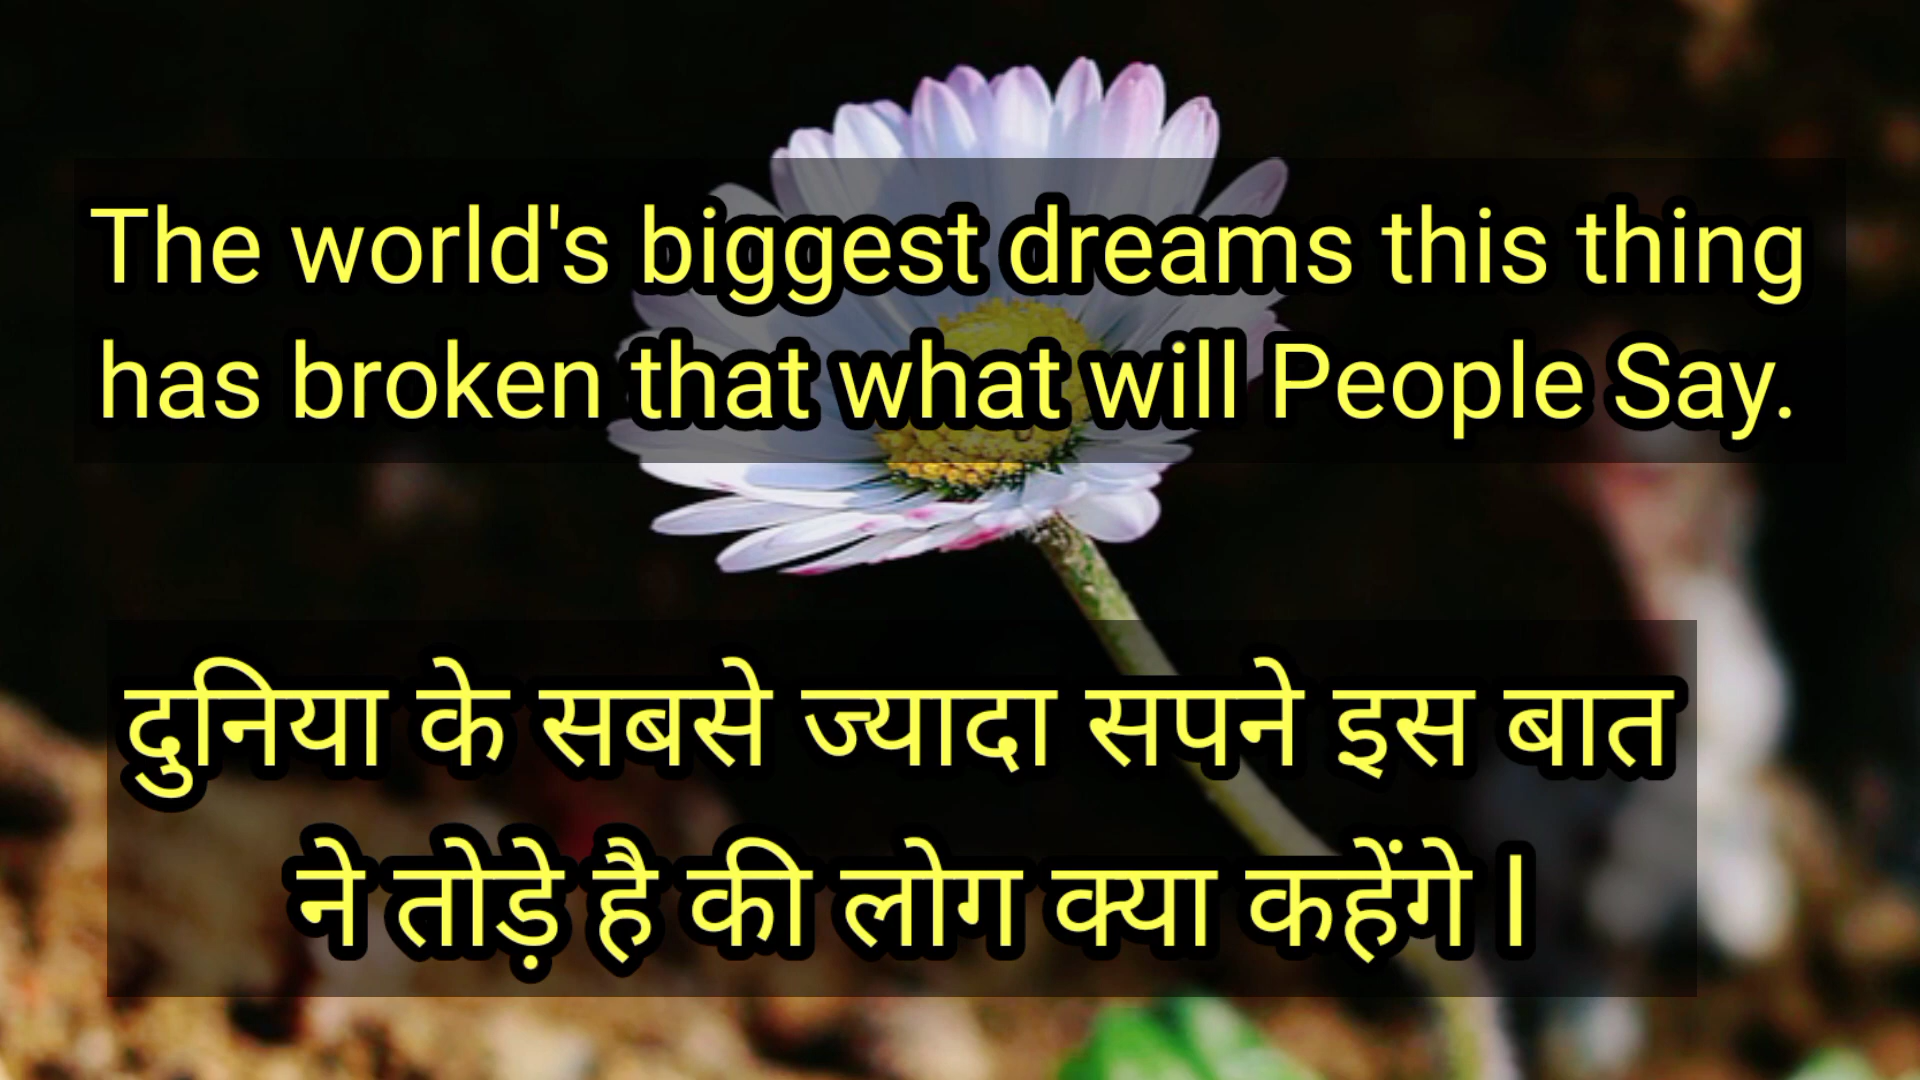 The world's biggest dreams this thing
has broken that what will People Say.
दुनिया के सबसे ज्यादा सपने इस बात
ने तोड़े है की लोग क्या कहेंगे l